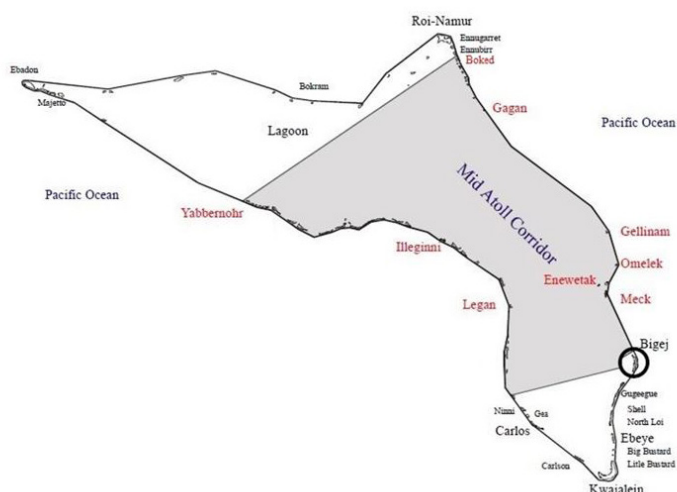 Roi-Namur
Ennugarret
Ennubirr
Boked
Ebadon
Majetto
Bokram
Gagan
Lagoon
Pacific Ocean
Mid Atoll Corridor
Pacific Ocean
Yabbernohr
Gellinam
Illeginni
Omelek
Enewetak
Meck
Legan
Bigej
Gugeegue
Ninni
Gea
Shell
North Loi
Carlos
Ebeye
Big Bustard
Carlson
Litle Bustard
Kwajalein